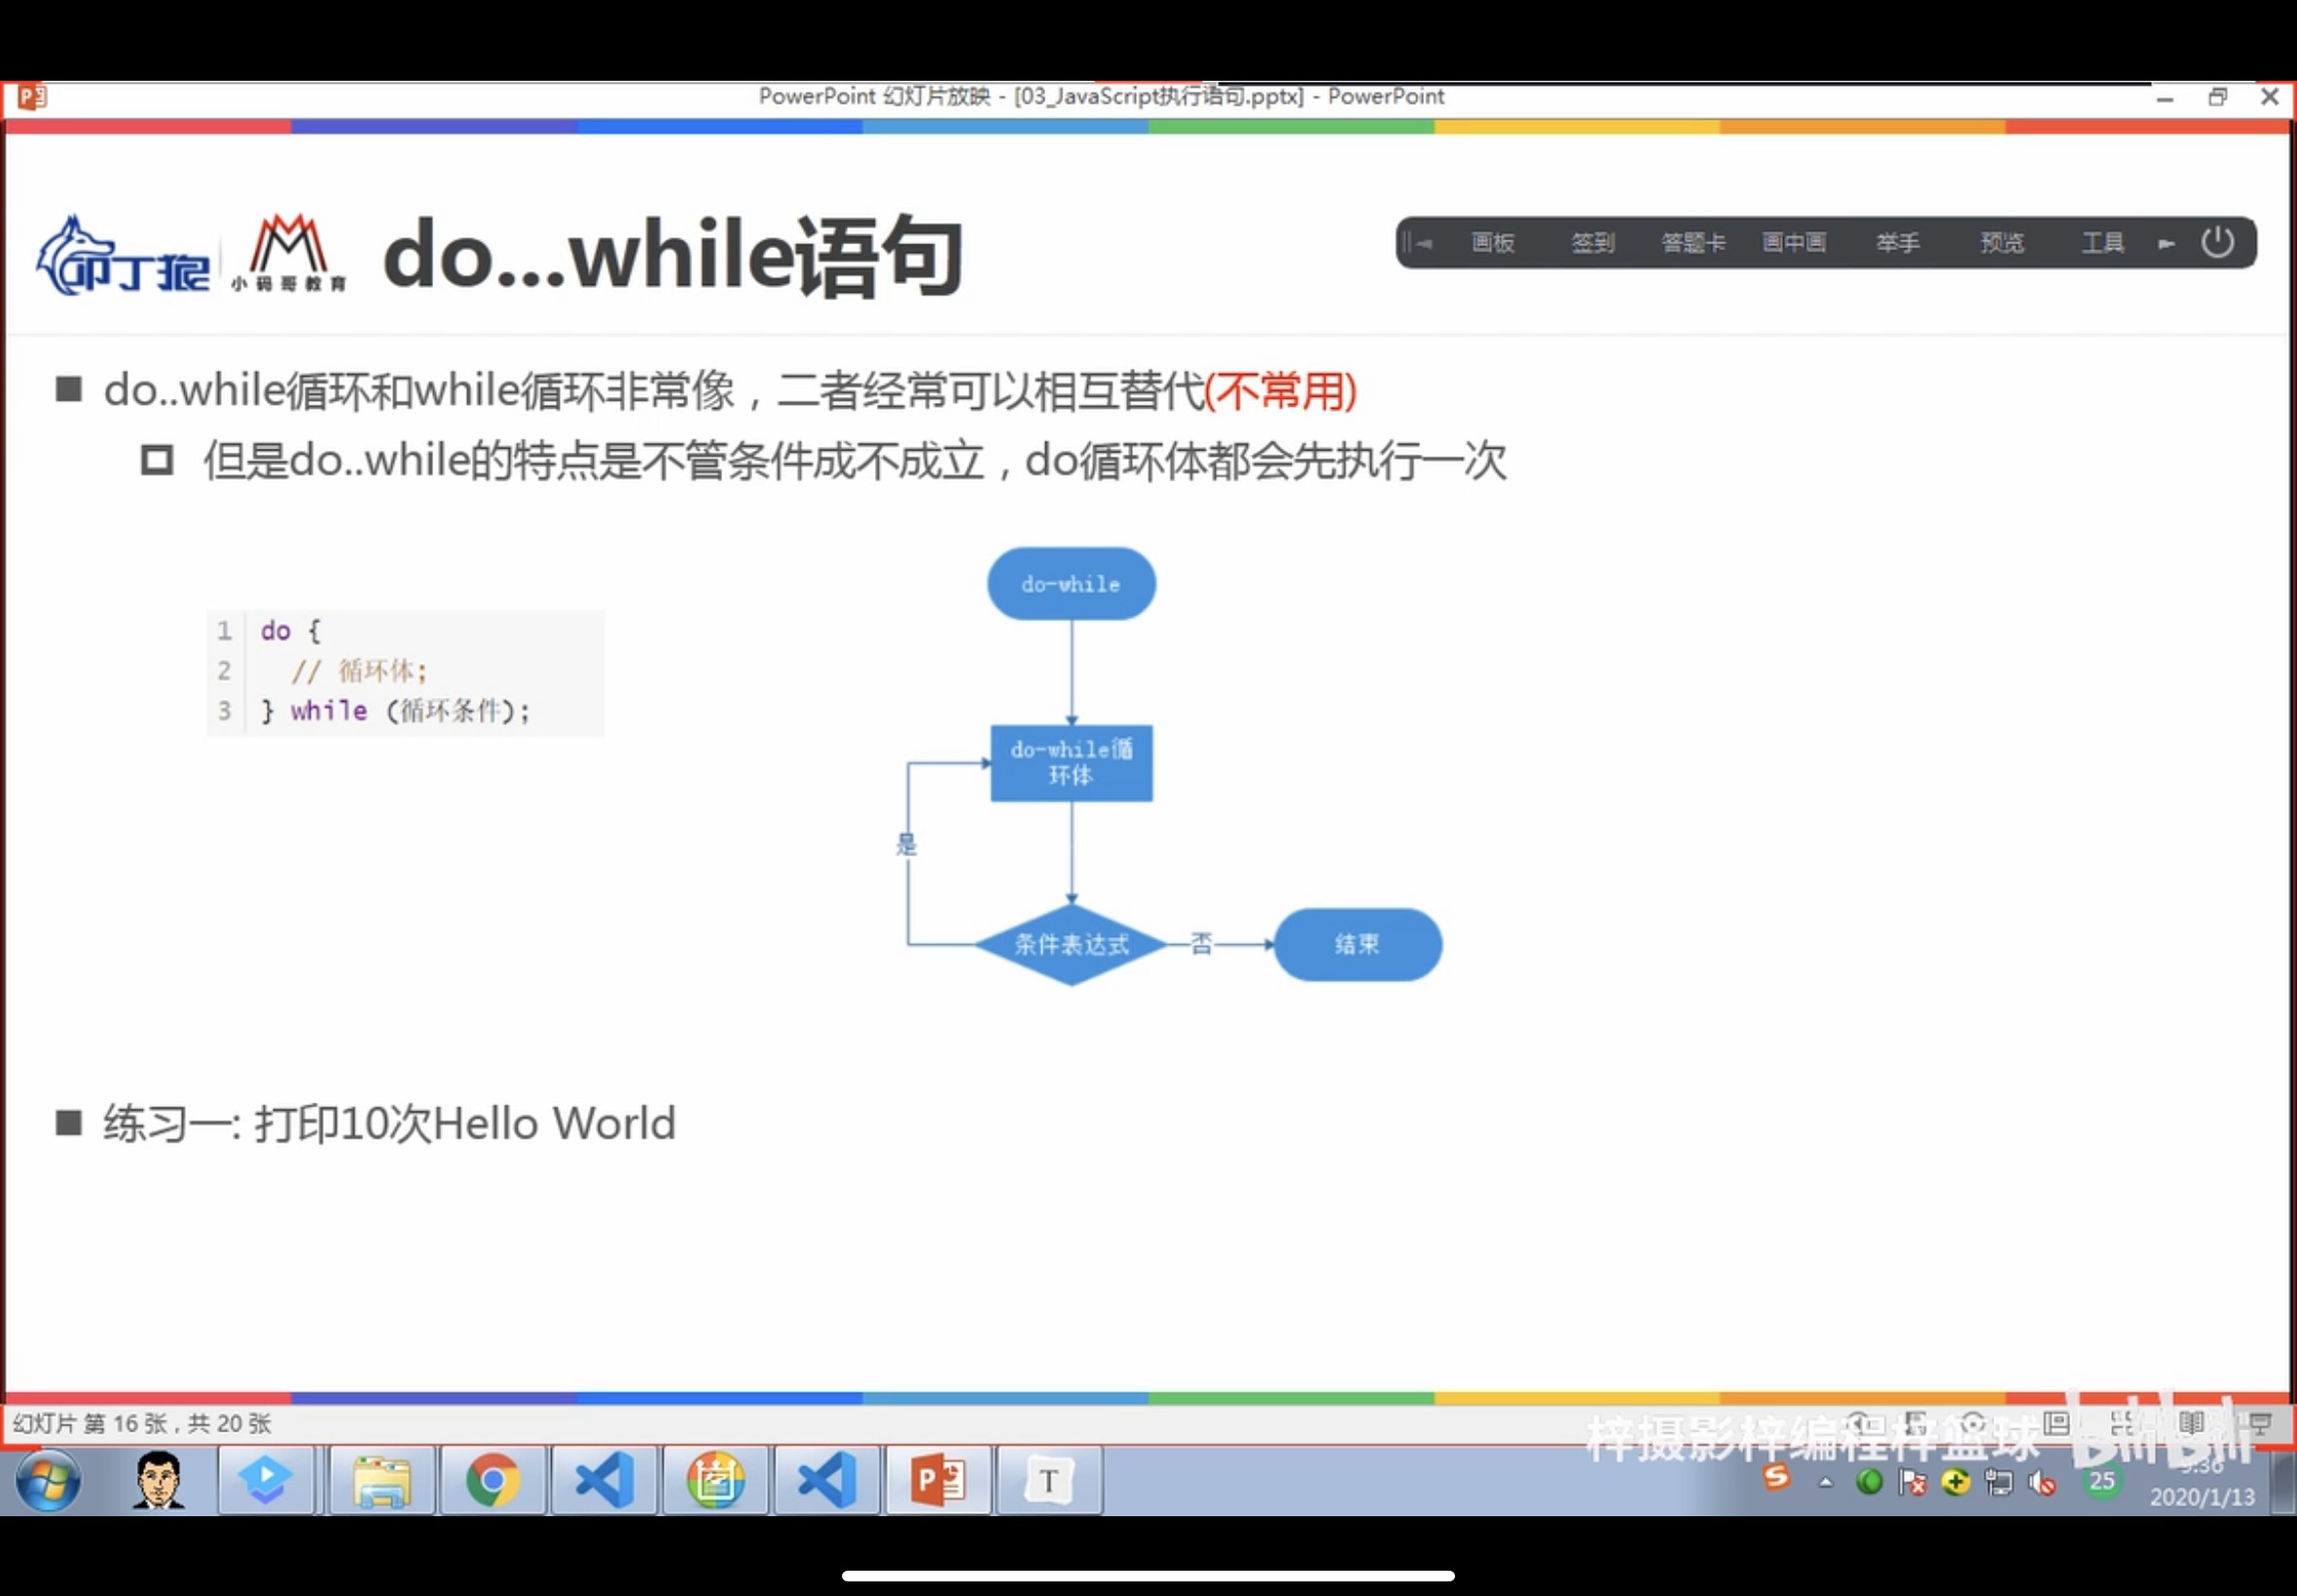 PowerPoint 幻灯片放映 - [03_JavaScript执行语句.pptx] - PowerPoint
叩丁狼
小码哥教育
do...while语句
画板 签到 答题卡 画中画 举手 预览 工具
do..while循环和while循环非常像，二者经常可以相互替代(不常用)
但是do..while的特点是不管条件成不成立，do循环体都会先执行一次
1 do {
2 // 循环体;
3 } while (循环条件);
do-while
do-while循
环体
是
条件表达式
否
结束
练习一: 打印10次Hello World
幻灯片 第 16 张，共 20 张
梓摄影梓编程梓篮球
bilibili
T
25
2020/1/13